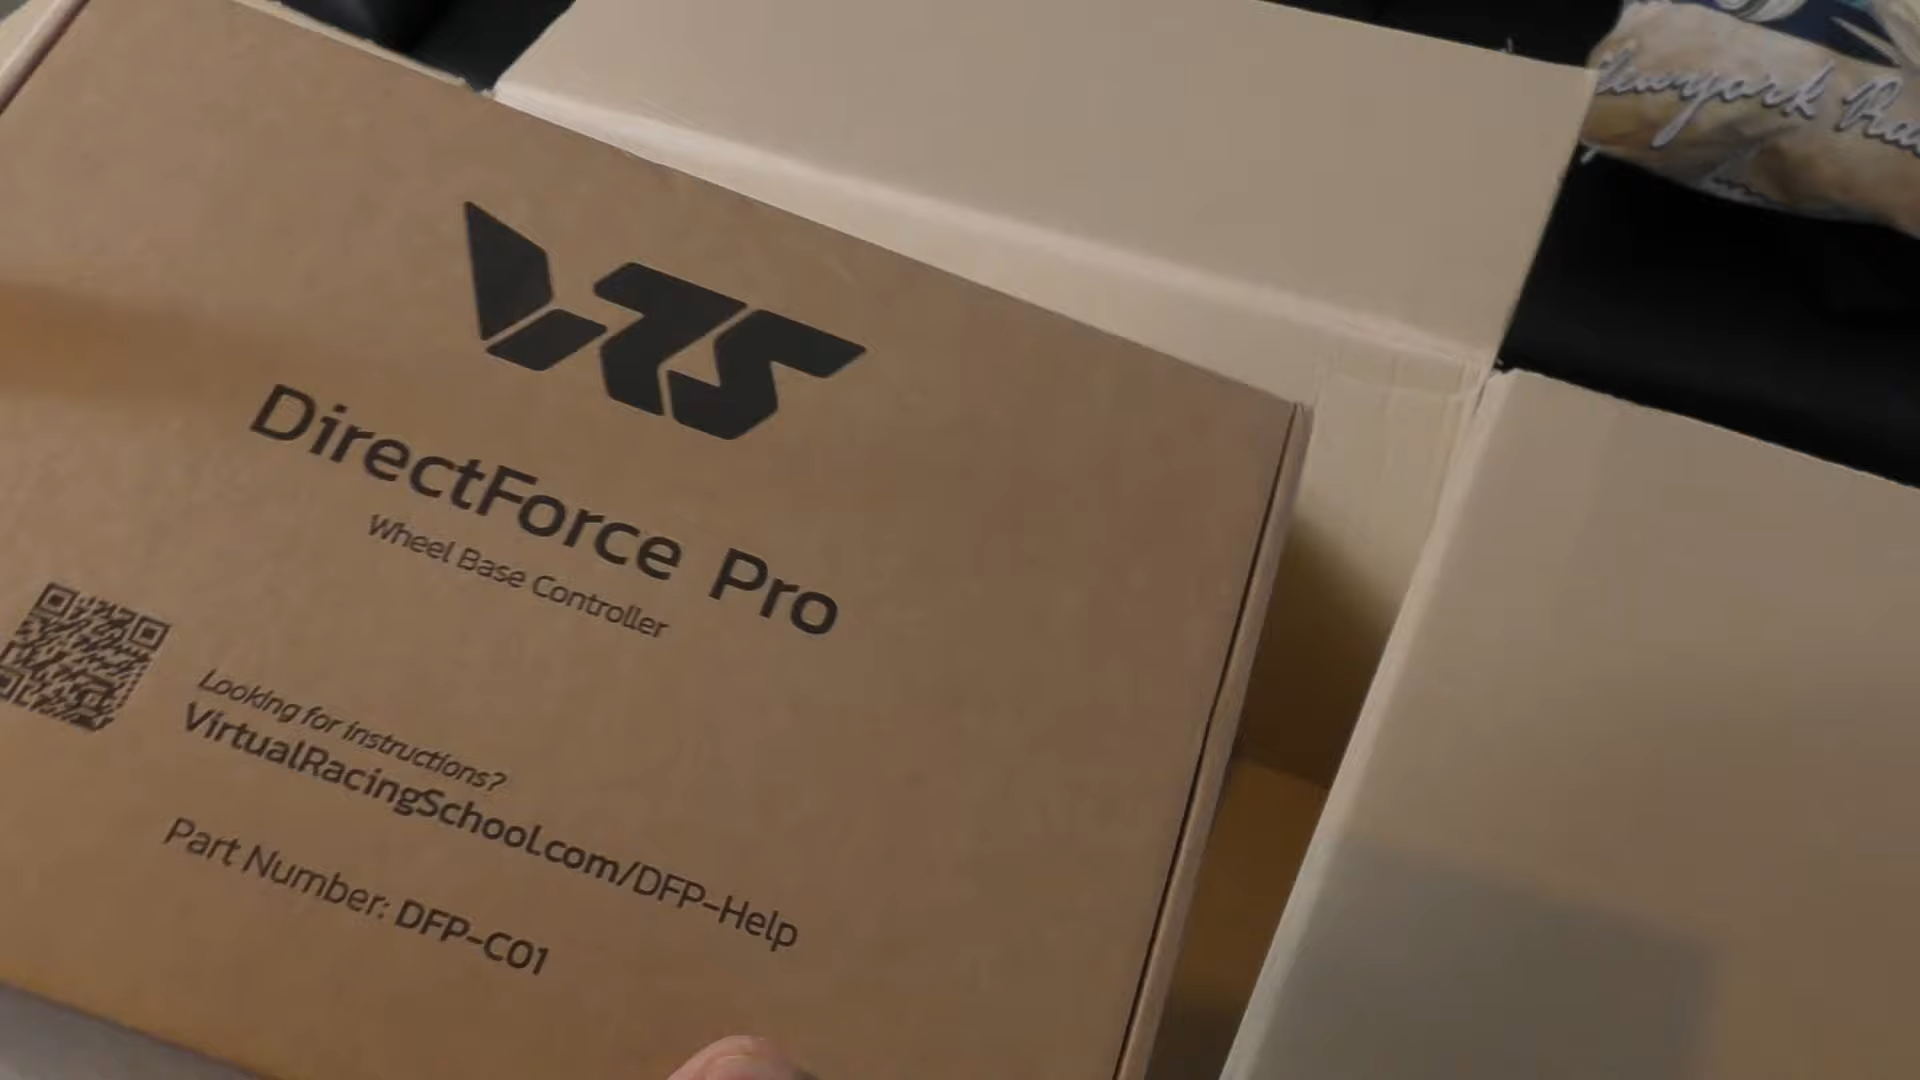 VRS
DirectForce Pro
Wheel Base Controller
Looking for instructions?
VirtualRacingSchool.com/DFP-Help
Part Number: DFP-C01